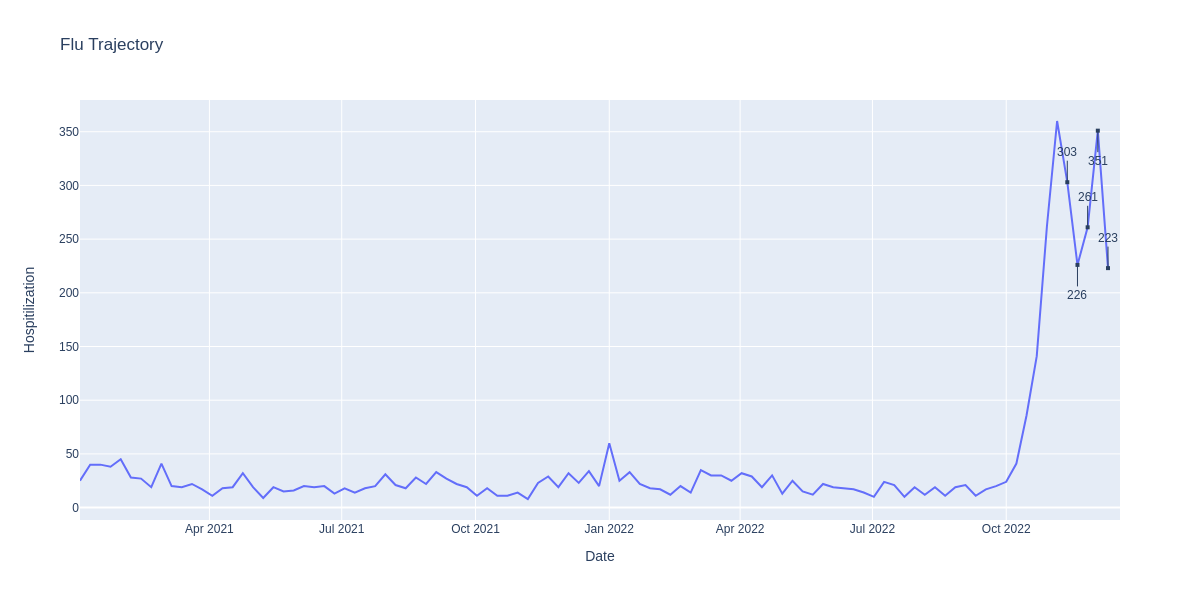 Flu Trajectory
350
300
250
200
150
100
50
0
Hospitilization
303
351
261
223
226
Apr 2021
Jul 2021
Oct 2021
Jan 2022
Apr 2022
Jul 2022
Oct 2022
Date